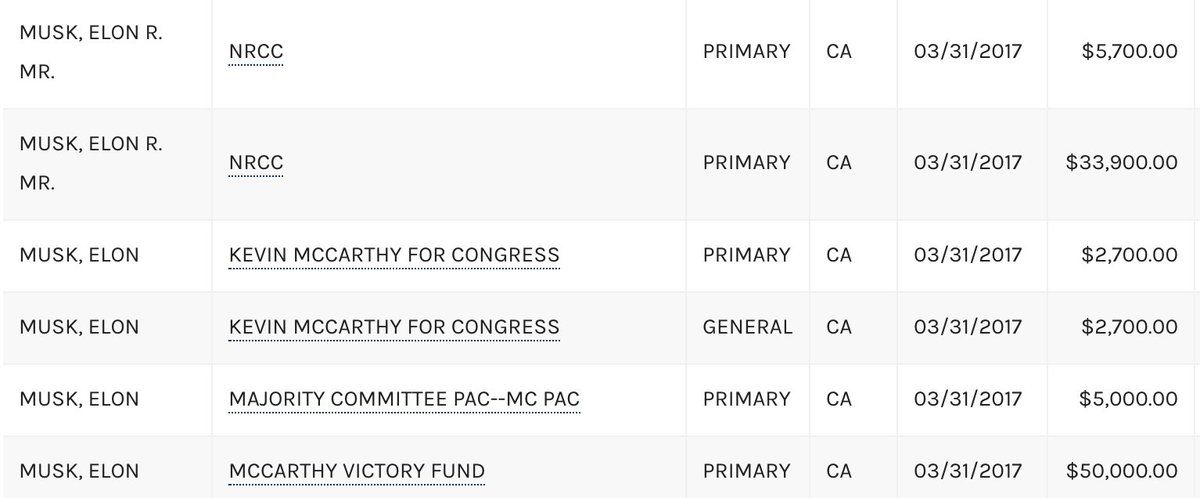 MUSK, ELON R. MR. NRCC PRIMARY CA 03/31/2017 $5,700.00
MUSK, ELON R. MR. NRCC PRIMARY CA 03/31/2017 $33,900.00
MUSK, ELON KEVIN MCCARTHY FOR CONGRESS PRIMARY CA 03/31/2017 $2,700.00
MUSK, ELON KEVIN MCCARTHY FOR CONGRESS GENERAL CA 03/31/2017 $2,700.00
MUSK, ELON MAJORITY COMMITTEE PAC--MC PAC PRIMARY CA 03/31/2017 $5,000.00
MUSK, ELON MCCARTHY VICTORY FUND PRIMARY CA 03/31/2017 $50,000.00